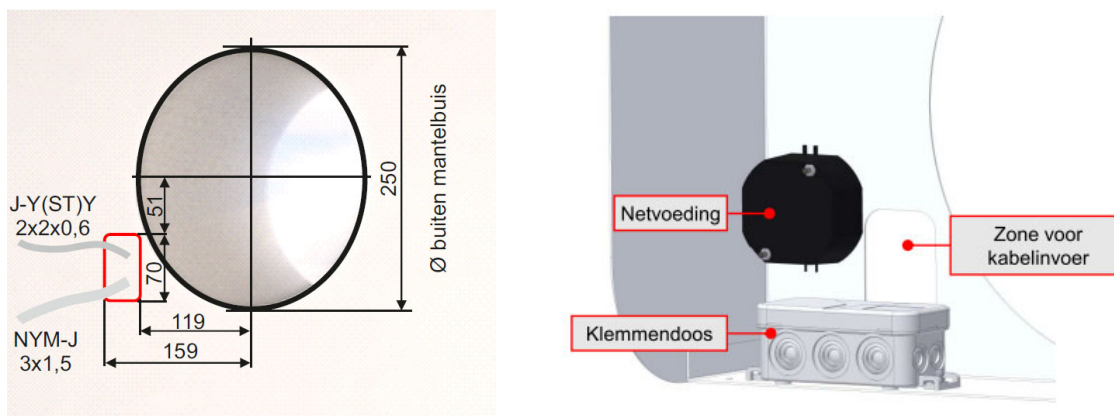 J-Y(ST)Y
2x2x0,6
NYM-J
3x1,5
51
70
119
159
250
Ø buiten mantelbuis
Netvoeding
Klemmendoos
Zone voor
kabelinvoer